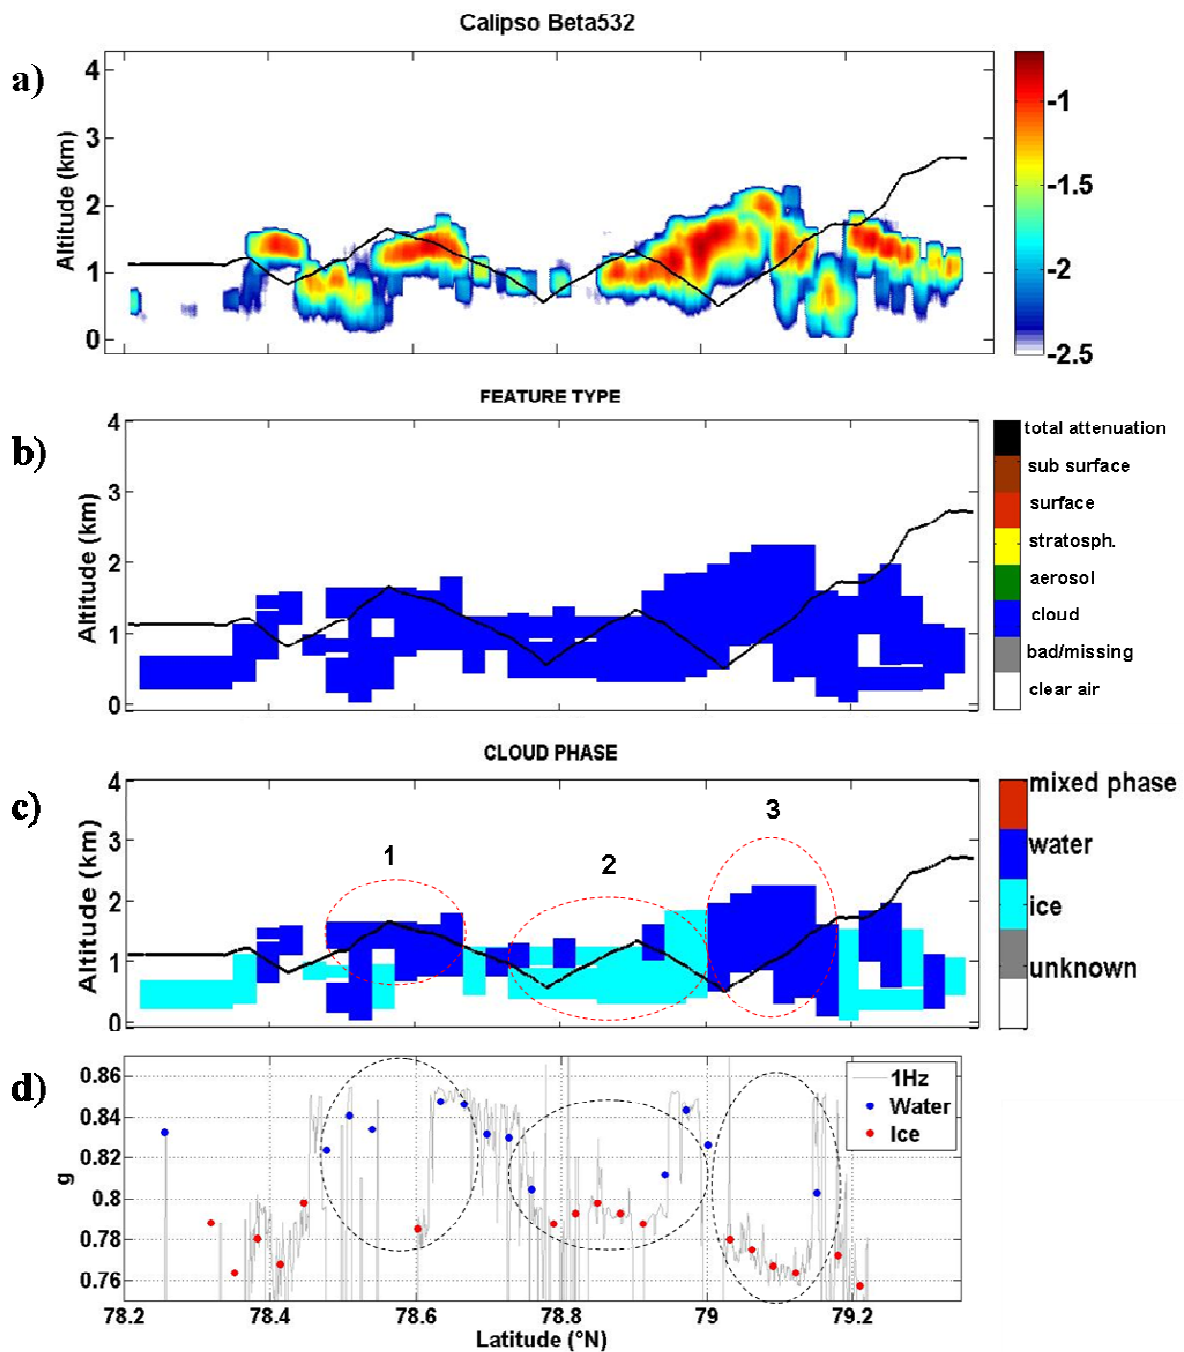 Calipso Beta532
a)
4
3
2
1
0
Altitude (km)
-1
-1.5
-2
-2.5
FEATURE TYPE
b)
4
3
2
1
0
Altitude (km)
total attenuation
sub surface
surface
stratosph.
aerosol
cloud
bad/missing
clear air
CLOUD PHASE
c)
4
3
2
1
0
Altitude (km)
1
2
3
mixed phase
water
ice
unknown
d)
0.86
0.84
0.82
0.8
0.78
0.76
g
1Hz
Water
Ice
78.2
78.4
78.6
78.8
79
79.2
Latitude (°N)